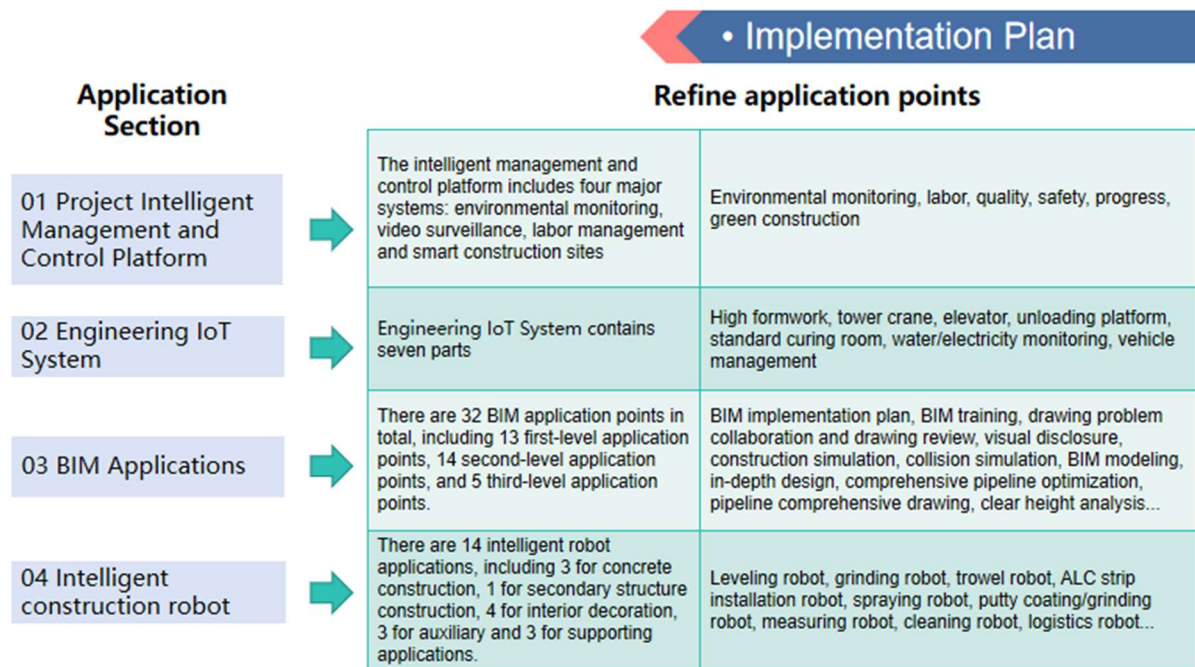 • Implementation Plan
Application
Section
Refine application points
01 Project Intelligent
Management and
Control Platform
The intelligent management and
control platform includes four major
systems: environmental monitoring,
video surveillance, labor management
and smart construction sites
Environmental monitoring, labor, quality, safety, progress,
green construction
02 Engineering IoT
System
Engineering IoT System contains
seven parts
High formwork, tower crane, elevator, unloading platform,
standard curing room, water/electricity monitoring, vehicle
management
03 BIM Applications
There are 32 BIM application points in
total, including 13 first-level application
points, 14 second-level application
points, and 5 third-level application
points.
BIM implementation plan, BIM training, drawing problem
collaboration and drawing review, visual disclosure,
construction simulation, collision simulation, BIM modeling,
in-depth design, comprehensive pipeline optimization,
pipeline comprehensive drawing, clear height analysis...
04 Intelligent
construction robot
There are 14 intelligent robot
applications, including 3 for concrete
construction, 1 for secondary structure
construction, 4 for interior decoration,
3 for auxiliary and 3 for supporting
applications.
Leveling robot, grinding robot, trowel robot, ALC strip
installation robot, spraying robot, putty coating/grinding
robot, measuring robot, cleaning robot, logistics robot...